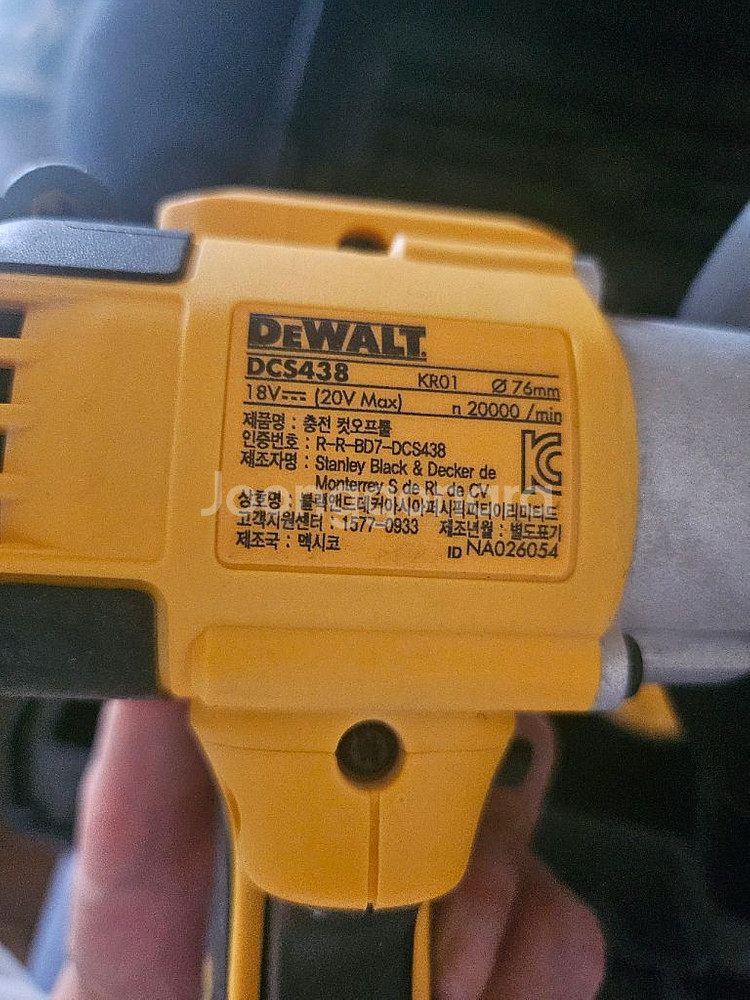 DEWALT
DCS438 KR01 Ø 76mm
18V (20V Max) n 20000 /min
제품명 : 충전 컷오프툴
인증번호 : R-R-BD7-DCS438
제조자명 : Stanley Black & Decker de
Monterrey S de RL de CV
상호명 : 블랙앤드데커아시아퍼시픽피티이리미티드
고객지원센터 : 1577-0933 제조년월 : 별도표기
제조국 : 멕시코 ID NA026054
Joonggonara